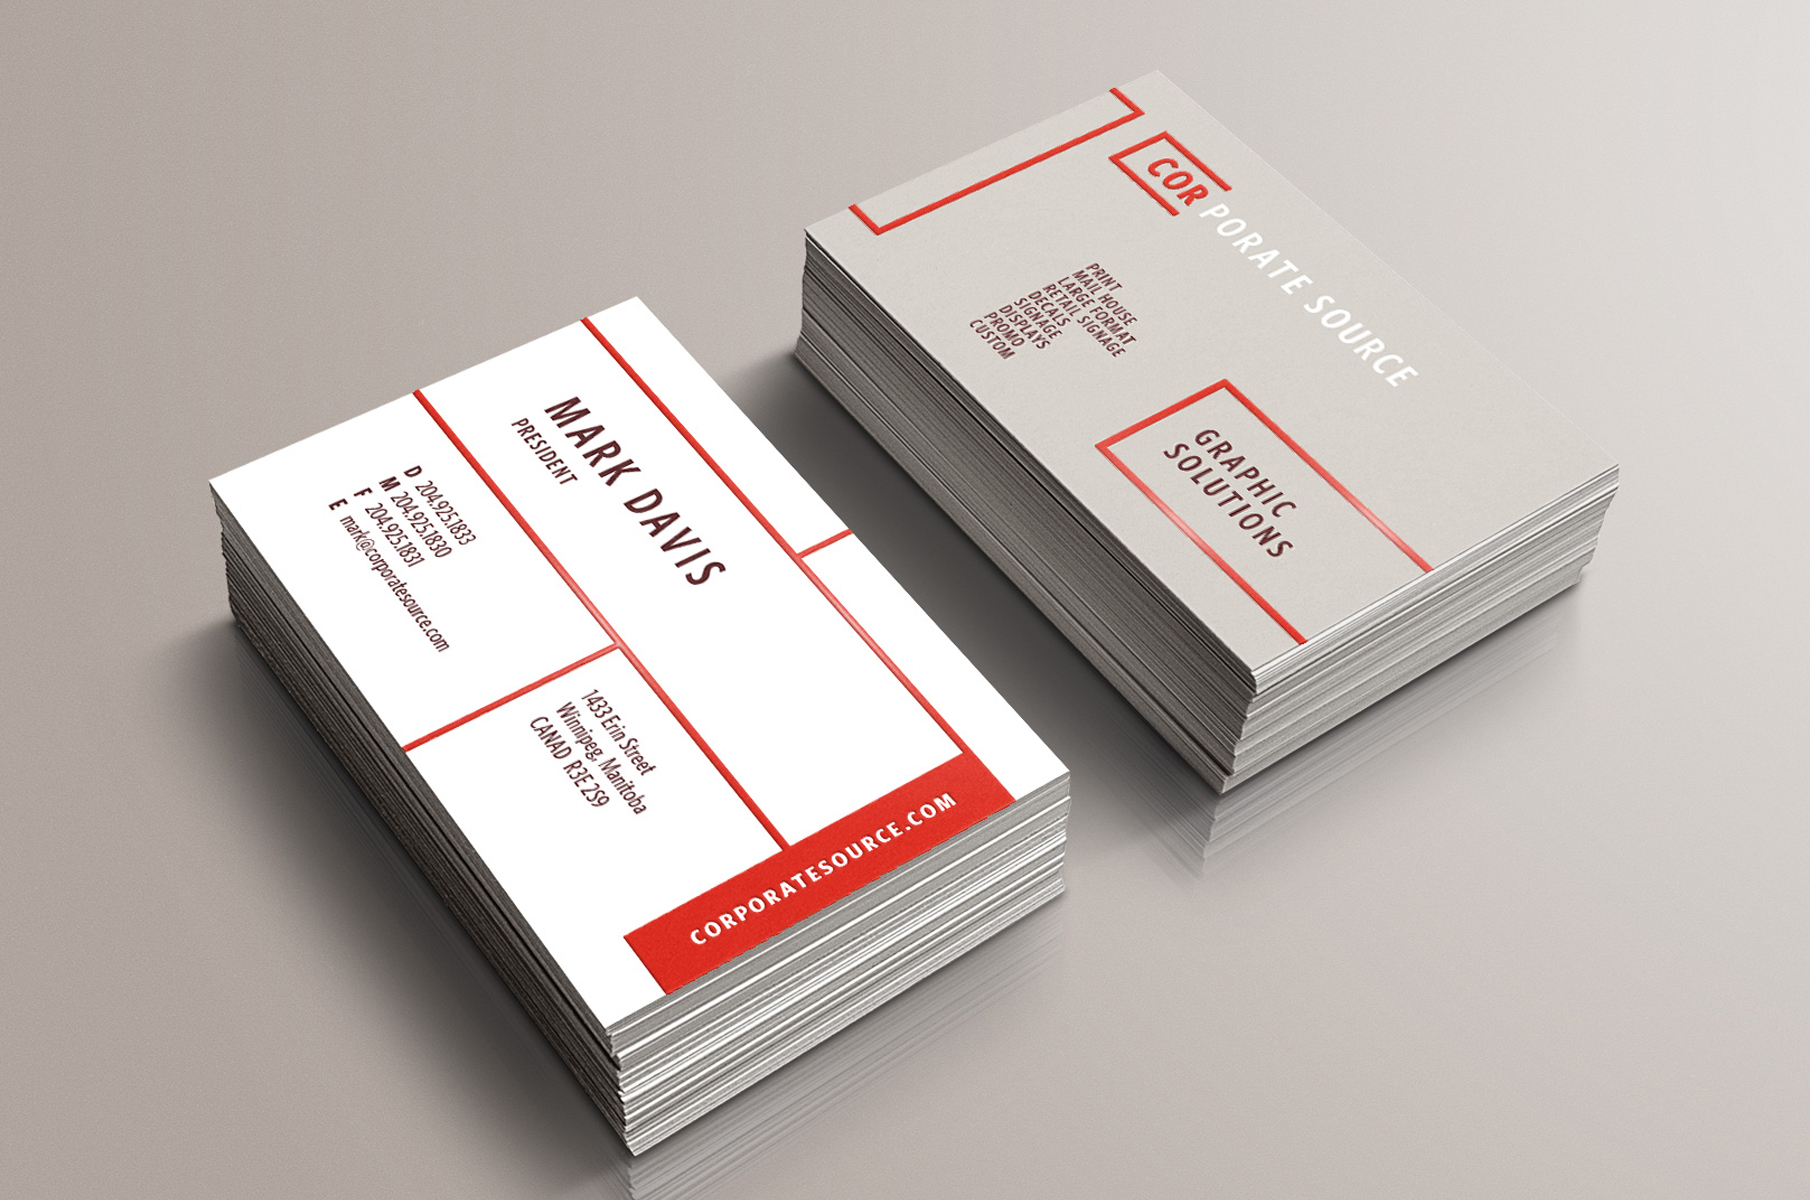 MARK DAVIS
PRESIDENT
D 204.925.1833
M 204.925.1830
F 204.925.1831
E mark@corporatesource.com
1433 Erin Street
Winnipeg, Manitoba
CANAD R3E 2S9
CORPORATESOURCE.COM
CORPORATE SOURCE
PRINT
MAIL HOUSE
LARGE FORMAT
RETAIL SIGNAGE
DECALS
SIGNAGE
DISPLAYS
PROMO
CUSTOM
GRAPHIC
SOLUTIONS